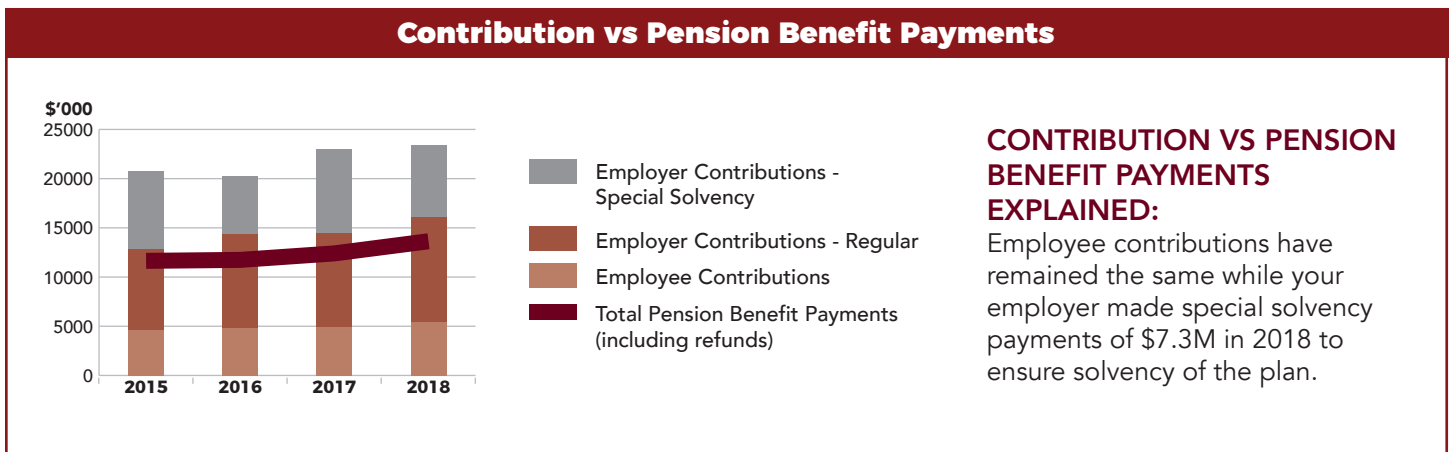 Contribution vs Pension Benefit Payments
$'000
25000
20000
15000
10000
5000
0
2015 2016 2017 2018
Employer Contributions -
Special Solvency
Employer Contributions - Regular
Employee Contributions
Total Pension Benefit Payments
(including refunds)
CONTRIBUTION VS PENSION
BENEFIT PAYMENTS
EXPLAINED:
Employee contributions have
remained the same while your
employer made special solvency
payments of $7.3M in 2018 to
ensure solvency of the plan.